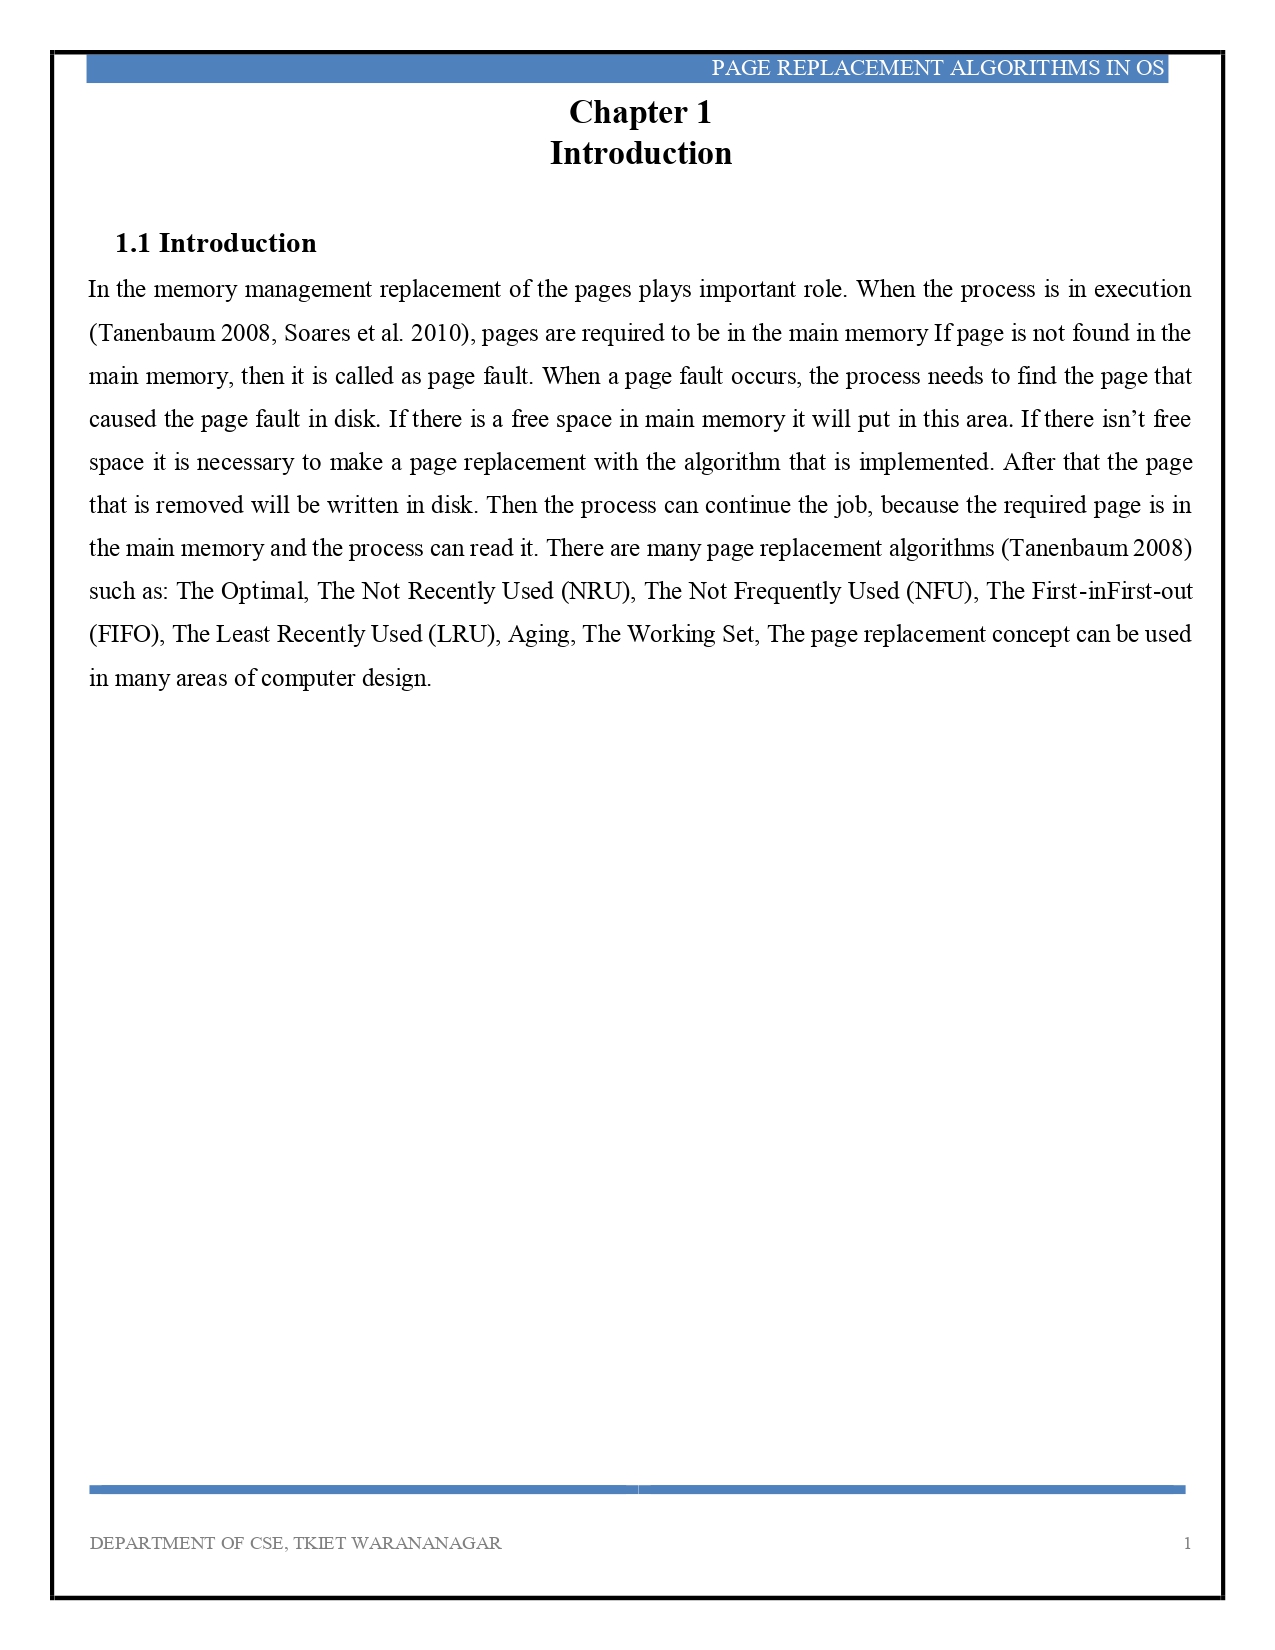 PAGE REPLACEMENT ALGORITHMS IN OS
Chapter 1
Introduction
1.1 Introduction
In the memory management replacement of the pages plays important role. When the process is in execution
(Tanenbaum 2008, Soares et al. 2010), pages are required to be in the main memory If page is not found in the
main memory, then it is called as page fault. When a page fault occurs, the process needs to find the page that
caused the page fault in disk. If there is a free space in main memory it will put in this area. If there isn’t free
space it is necessary to make a page replacement with the algorithm that is implemented. After that the page
that is removed will be written in disk. Then the process can continue the job, because the required page is in
the main memory and the process can read it. There are many page replacement algorithms (Tanenbaum 2008)
such as: The Optimal, The Not Recently Used (NRU), The Not Frequently Used (NFU), The First-inFirst-out
(FIFO), The Least Recently Used (LRU), Aging, The Working Set, The page replacement concept can be used
in many areas of computer design.
DEPARTMENT OF CSE, TKIET WARANANAGAR 1